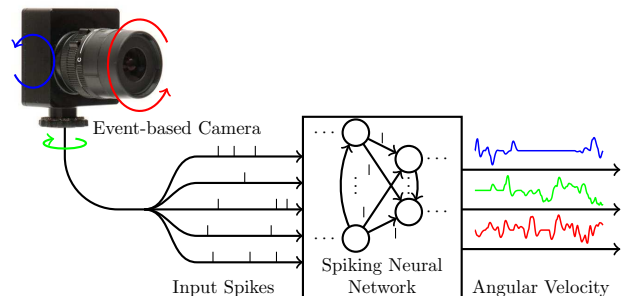 Event-based Camera
Input Spikes
Spiking Neural
Network
Angular Velocity